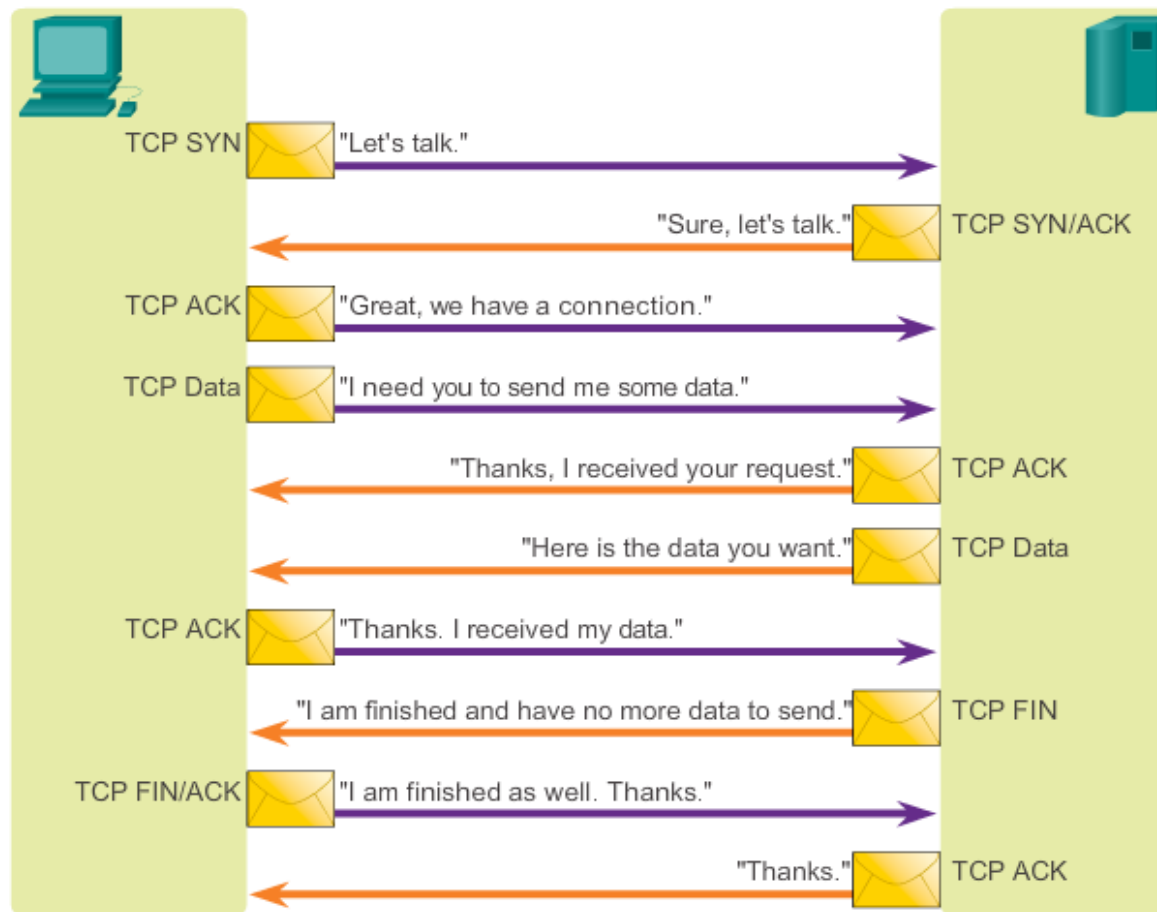 TCP SYN "Let's talk."
"Sure, let's talk." TCP SYN/ACK
TCP ACK "Great, we have a connection."
TCP Data "I need you to send me some data."
"Thanks, I received your request." TCP ACK
"Here is the data you want." TCP Data
TCP ACK "Thanks. I received my data."
"I am finished and have no more data to send." TCP FIN
TCP FIN/ACK "I am finished as well. Thanks."
"Thanks." TCP ACK